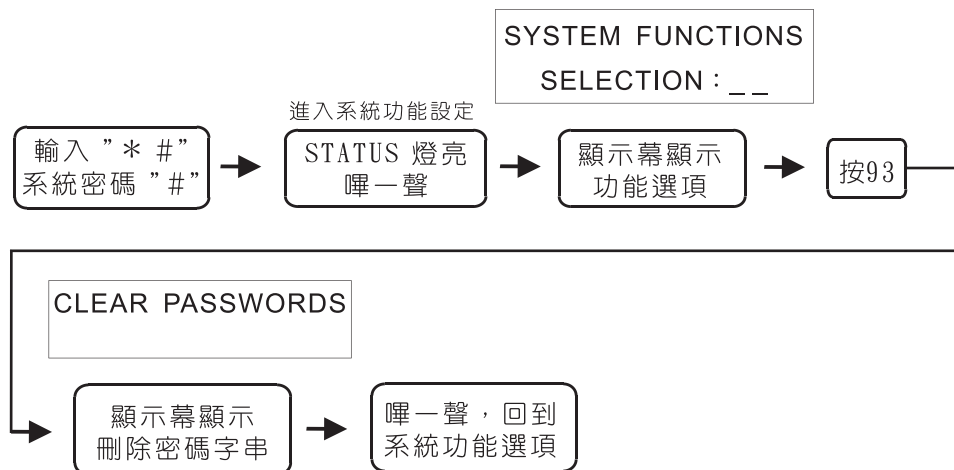 SYSTEM FUNCTIONS
SELECTION：_ _
進入系統功能設定
輸入 ”＊ #”
系統密碼 ”#”
STATUS 燈亮
嗶一聲
顯示幕顯示
功能選項
按93
CLEAR PASSWORDS
顯示幕顯示
刪除密碼字串
嗶一聲，回到
系統功能選項